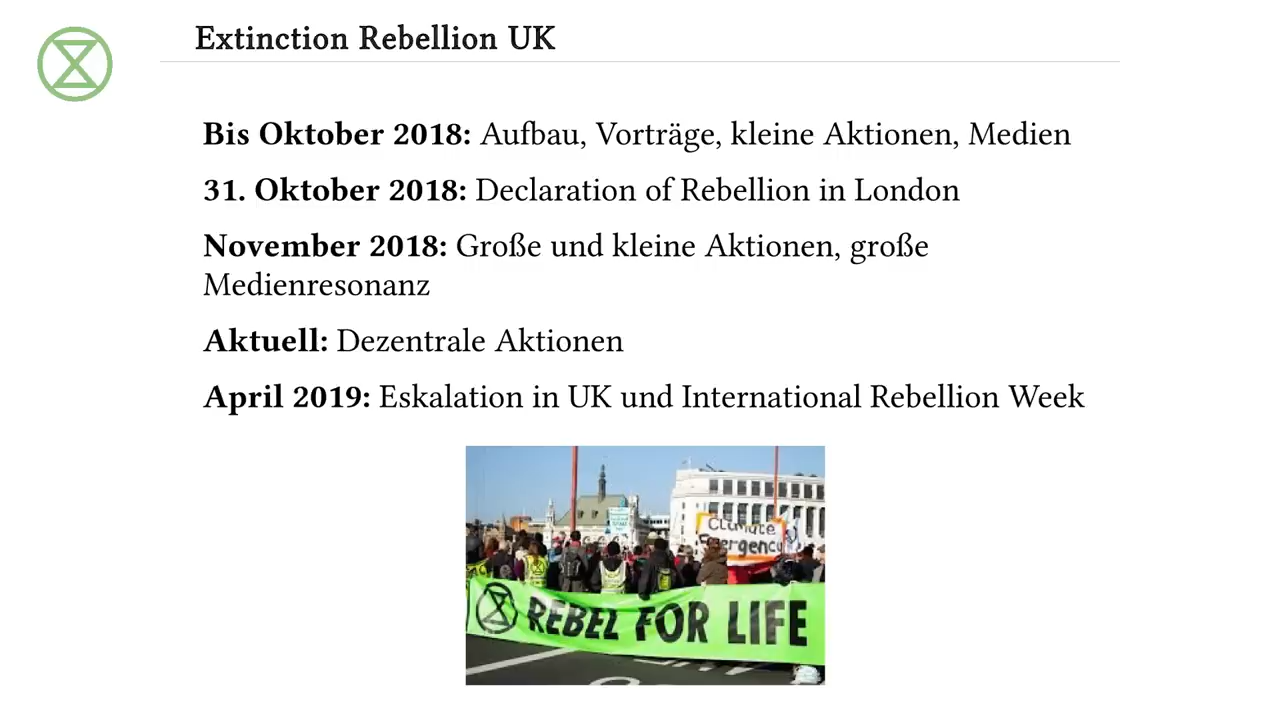 Extinction Rebellion UK
Bis Oktober 2018: Aufbau, Vorträge, kleine Aktionen, Medien
31. Oktober 2018: Declaration of Rebellion in London
November 2018: Große und kleine Aktionen, große
Medienresonanz
Aktuell: Dezentrale Aktionen
April 2019: Eskalation in UK und International Rebellion Week
Climate
Emergency
REBEL FOR LIFE